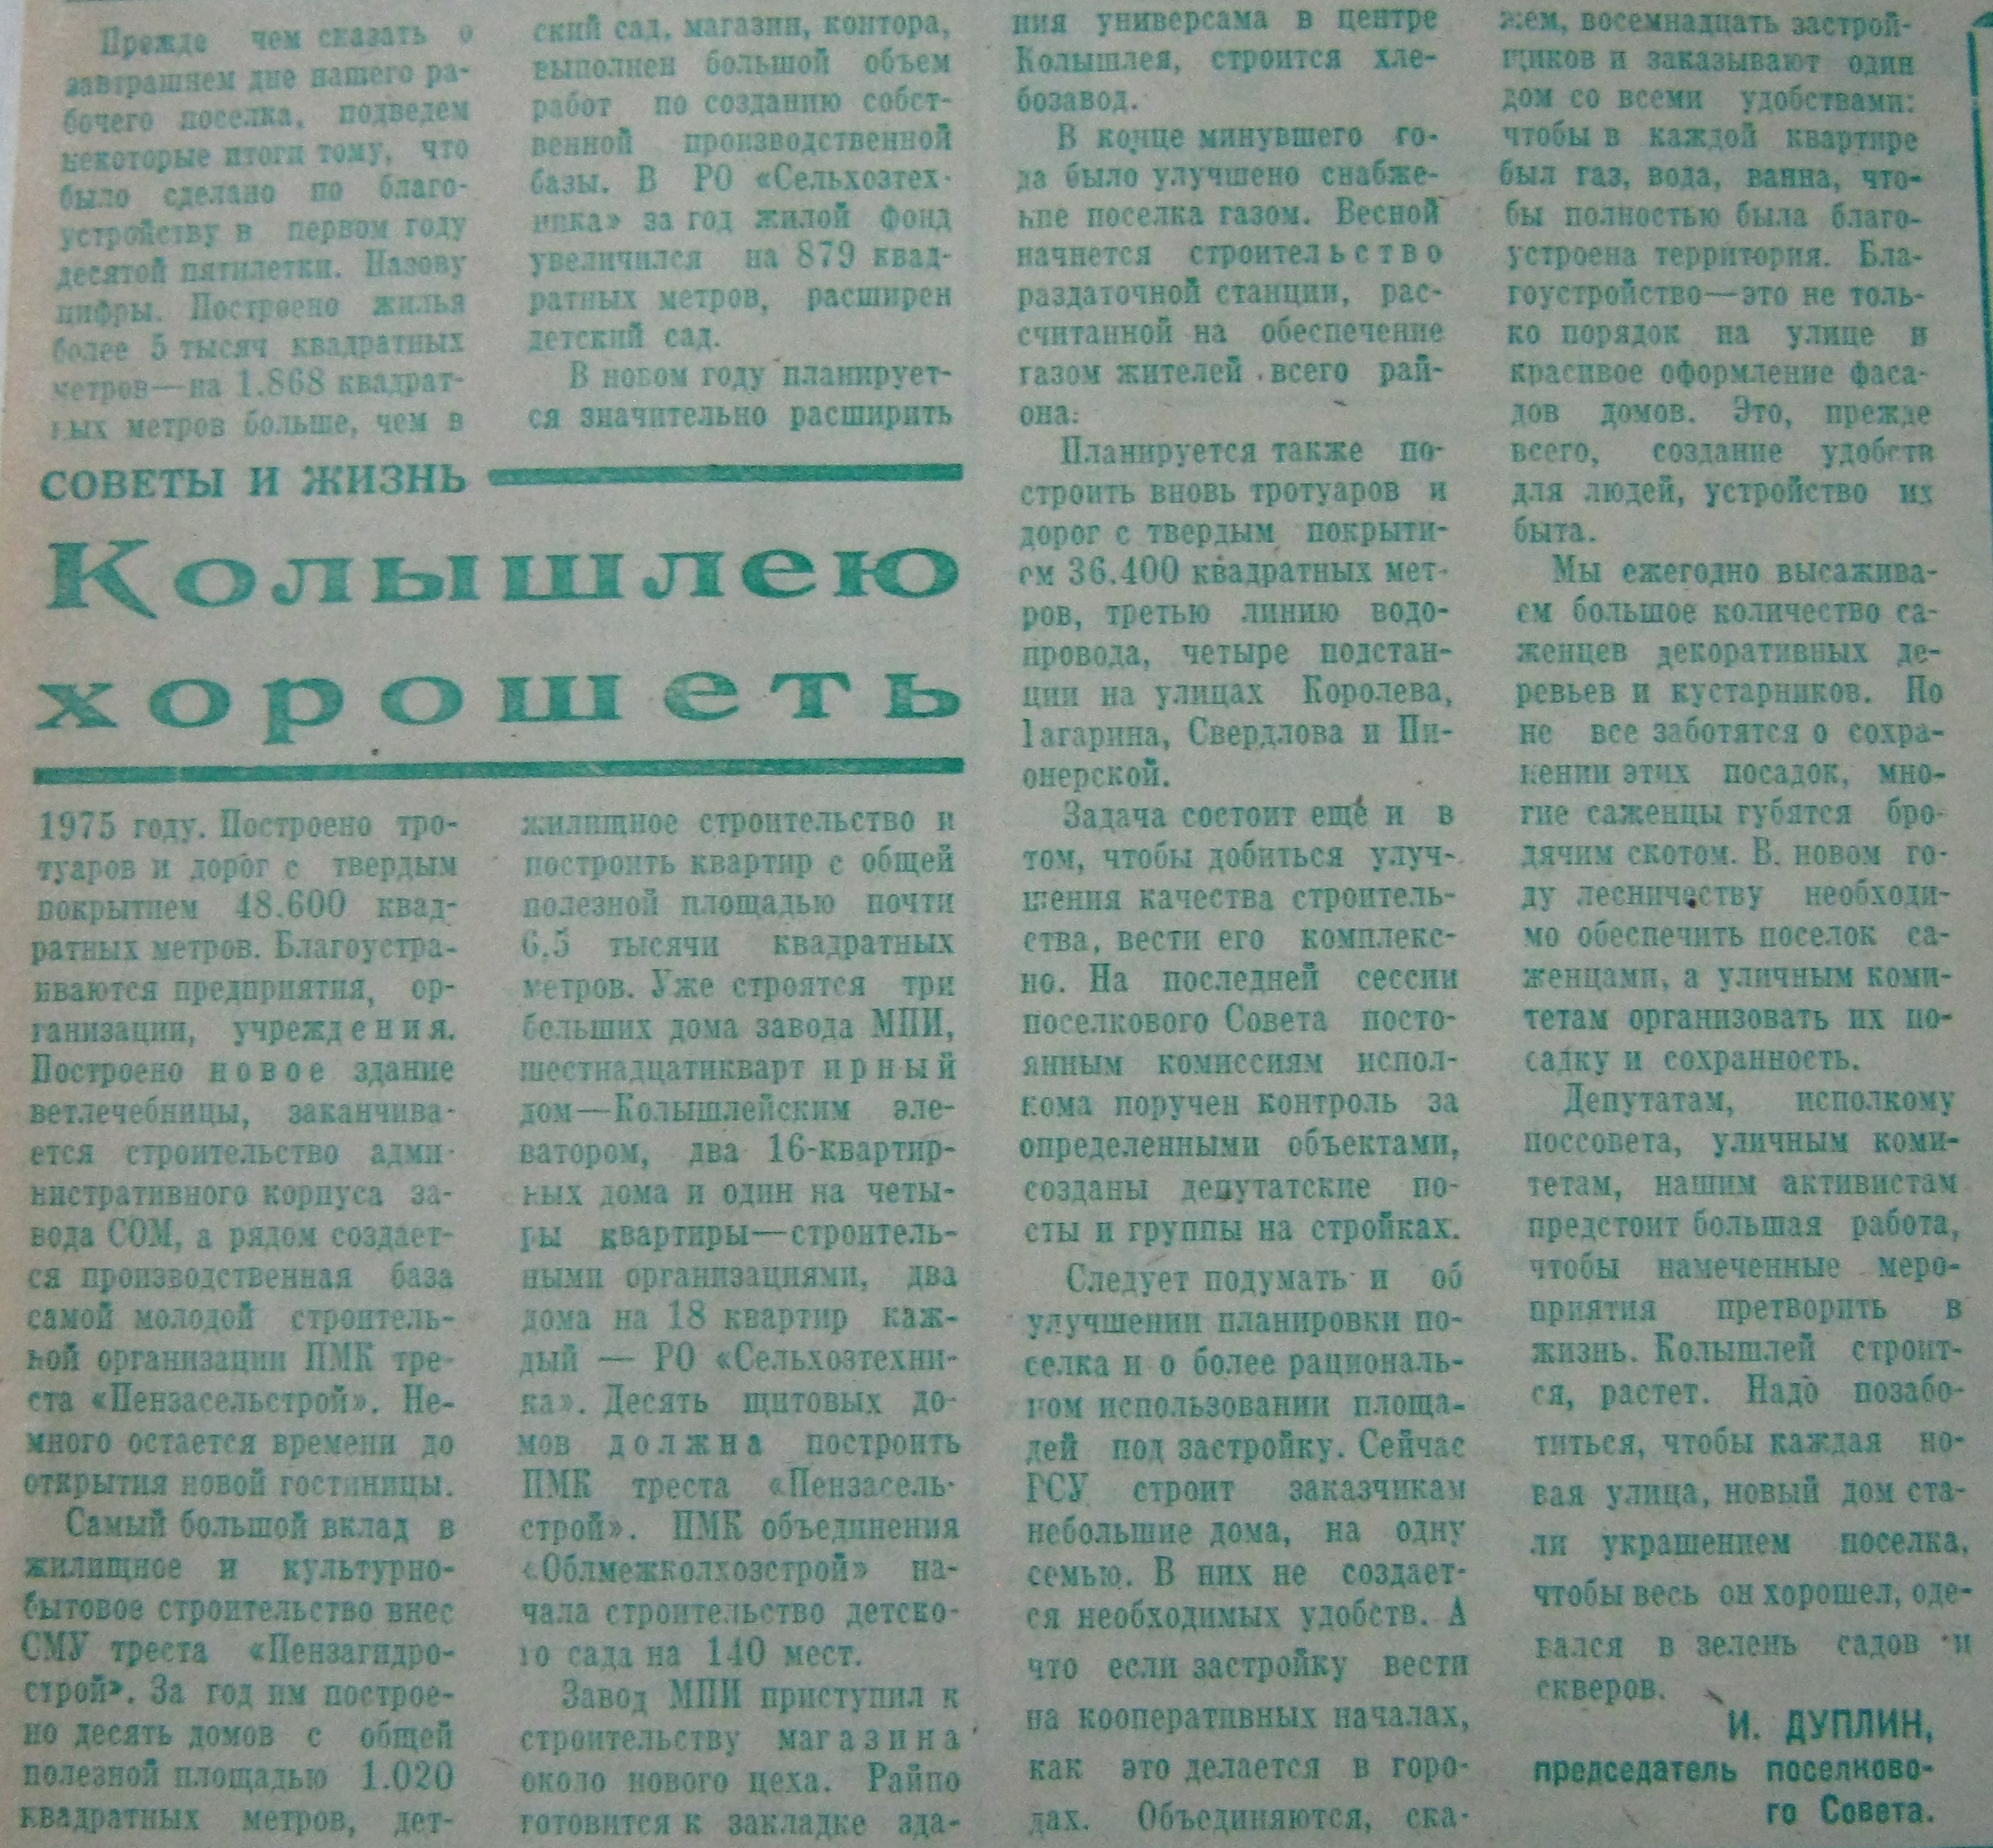 Прежде чем сказать о
завтрашнем дне нашего ра-
бочего поселка, подведем
некоторые итоги тому, что
было сделано по благо-
устройству в первом году
десятой пятилетки. Назову
цифры. Построено жилья
более 5 тысяч квадратных
метров—на 1.868 квадрат-
ных метров больше, чем в
СОВЕТЫ И ЖИЗНЬ
Колышлею
хорошеть
1975 году. Построено тро-
туаров и дорог с твердым
покрытием 48.600 квад-
ратных метров. Благоустра-
иваются предприятия, ор-
ганизации, учреждения.
Построено новое здание
ветлечебницы, заканчива-
ется строительство адми-
нистративного корпуса за-
вода СОМ, а рядом создает-
ся производственная база
самой молодой строитель-
ной организации ПМК тре-
ста «Пензасельстрой». Не-
много остается времени до
открытия новой гостиницы.
Самый большой вклад в
жилищное и культурно-
бытовое строительство внес
СМУ треста «Пензагидро-
строй». За год им построе-
но десять домов с общей
полезной площадью 1.020
квадратных метров, дет-
ский сад, магазин, контора,
выполнен большой объем
работ по созданию собст-
венной производственной
базы. В РО «Сельхозтех-
ника» за год жилой фонд
увеличился на 879 квад-
ратных метров, расширен
детский сад.
В новом году планирует-
ся значительно расширить
жилищное строительство и
построить квартир с общей
полезной площадью почти
6,5 тысячи квадратных
метров. Уже строятся три
больших дома завода МПИ,
шестнадцатиквартирный
дом—Колышлейским эле-
ватором, два 16-квартир-
ных дома и один на четы-
ры квартиры—строитель-
ными организациями, два
дома на 18 квартир каж-
дый — РО «Сельхозтехни-
ка». Десять щитовых до-
мов должна построить
ПМК треста «Пензасель-
строй». ПМК объединения
«Облмежколхозстрой» на-
чала строительство детско-
го сада на 140 мест.
Завод МПИ приступил к
строительству магазина
около нового цеха. Райпо
готовится к закладке зда-
ния универсама в центре
Колышлея, строится хле-
бозавод.
В конце минувшего го-
да было улучшено снабже-
ние поселка газом. Весной
начнется строительство
раздаточной станции, рас-
считанной на обеспечение
газом жителей всего рай-
она.
Планируется также по-
строить вновь тротуаров и
дорог с твердым покрыти-
ем 36.400 квадратных мет-
ров, третью линию водо-
провода, четыре подстан-
ции на улицах Королева,
Гагарина, Свердлова и Пи-
онерской.
Задача состоит ещё и в
том, чтобы добиться улуч-
шения качества строитель-
ства, вести его комплекс-
но. На последней сессии
поселкового Совета посто-
янным комиссиям испол-
кома поручен контроль за
определенными объектами,
созданы депутатские по-
сты и группы на стройках.
Следует подумать и об
улучшении планировки по-
селка и о более рациональ-
ном использовании площа-
дей под застройку. Сейчас
РСУ строит заказчикам
небольшие дома, на одну
семью. В них не создает-
ся необходимых удобств. А
что если застройку вести
на кооперативных началах,
как это делается в горо-
дах. Объединяются, ска-
жем, восемнадцать застрой-
щиков и заказывают один
дом со всеми удобствами:
чтобы в каждой квартире
был газ, вода, ванна, что-
бы полностью была благо-
устроена территория. Бла-
гоустройство—это не толь-
ко порядок на улице и
красивое оформление фаса-
дов домов. Это, прежде
всего, создание удобств
для людей, устройство их
быта.
Мы ежегодно высажива-
ем большое количество са-
женцев декоративных де-
ревьев и кустарников. Но
не все заботятся о сохра-
нении этих посадок, мно-
гие саженцы губятся бро-
дячим скотом. В новом го-
ду лесничеству необходи-
мо обеспечить поселок са-
женцами, а уличным коми-
тетам организовать их по-
садку и сохранность.
Депутатам, исполкому
поссовета, уличным коми-
тетам, нашим активистам
предстоит большая работа,
чтобы намеченные меро-
приятия претворить в
жизнь. Колышлей строит-
ся, растет. Надо позабо-
титься, чтобы каждая но-
вая улица, новый дом ста-
ли украшением поселка,
чтобы весь он хорошел, оде-
вался в зелень садов и
скверов.
И. ДУПЛИН,
председатель поселково-
го Совета.